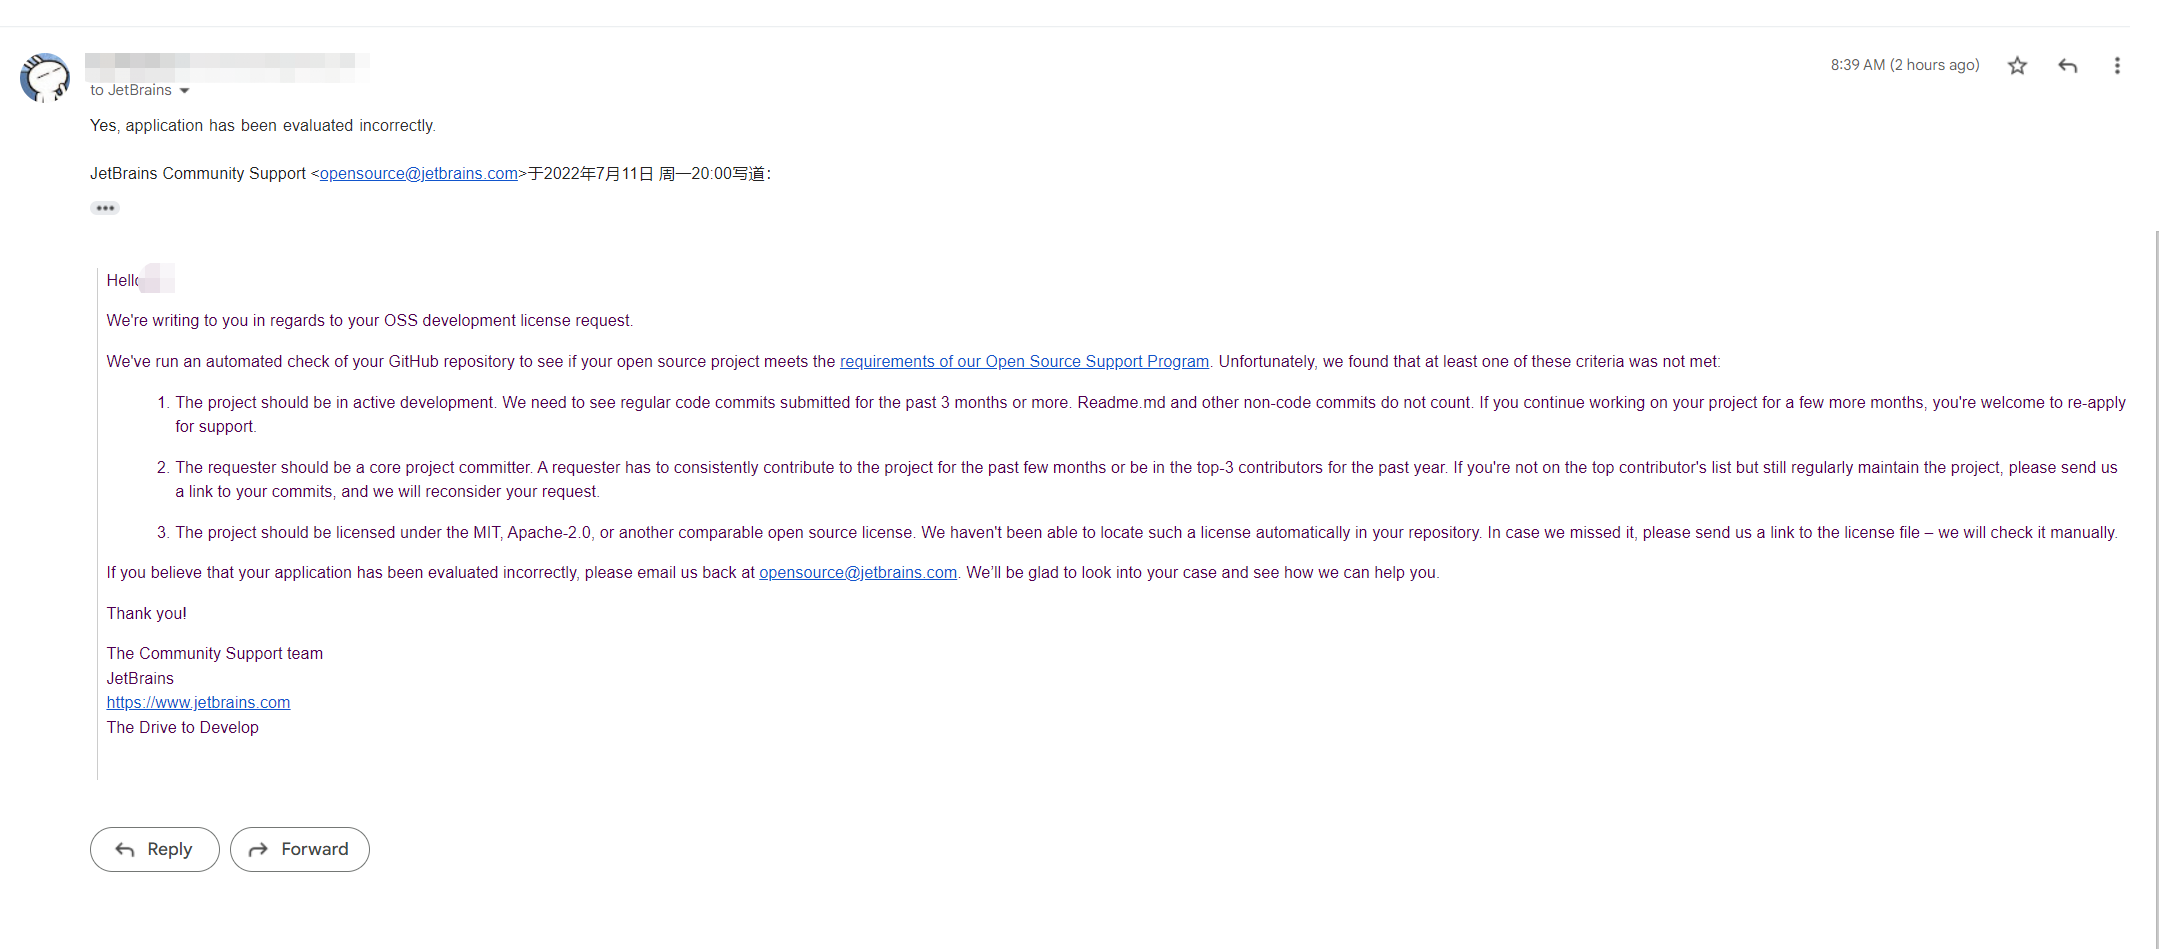 8:39 AM (2 hours ago)
to JetBrains
Yes, application has been evaluated incorrectly.
JetBrains Community Support <opensource@jetbrains.com>于2022年7月11日 周一20:00写道：
Hello
We're writing to you in regards to your OSS development license request.
We've run an automated check of your GitHub repository to see if your open source project meets the requirements of our Open Source Support Program. Unfortunately, we found that at least one of these criteria was not met:
1. The project should be in active development. We need to see regular code commits submitted for the past 3 months or more. Readme.md and other non-code commits do not count. If you continue working on your project for a few more months, you're welcome to re-apply
for support.
2. The requester should be a core project committer. A requester has to consistently contribute to the project for the past few months or be in the top-3 contributors for the past year. If you're not on the top contributor's list but still regularly maintain the project, please send us
a link to your commits, and we will reconsider your request.
3. The project should be licensed under the MIT, Apache-2.0, or another comparable open source license. We haven't been able to locate such a license automatically in your repository. In case we missed it, please send us a link to the license file – we will check it manually.
If you believe that your application has been evaluated incorrectly, please email us back at opensource@jetbrains.com. We'll be glad to look into your case and see how we can help you.
Thank you!
The Community Support team
JetBrains
https://www.jetbrains.com
The Drive to Develop
Reply
Forward